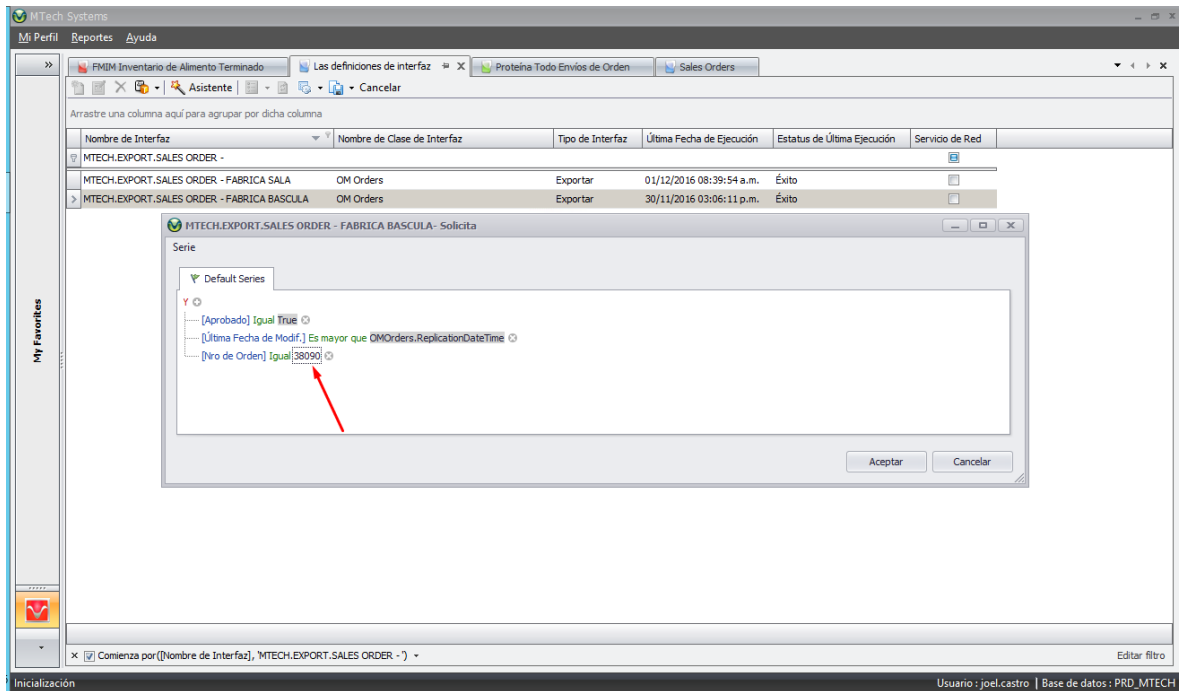 MTech Systems
Mi Perfil Reportes Ayuda
»
FMIM Inventario de Alimento Terminado Las definiciones de interfaz X Proteína Todo Envíos de Orden Sales Orders
Asistente Cancelar
Arrastre una columna aquí para agrupar por dicha columna
Nombre de Interfaz Nombre de Clase de Interfaz Tipo de Interfaz Última Fecha de Ejecución Estatus de Última Ejecución Servicio de Red
MTECH.EXPORT.SALES ORDER -
MTECH.EXPORT.SALES ORDER - FABRICA SALA OM Orders Exportar 01/12/2016 08:39:54 a.m. Éxito
MTECH.EXPORT.SALES ORDER - FABRICA BASCULA OM Orders Exportar 30/11/2016 03:06:11 p.m. Éxito
MTECH.EXPORT.SALES ORDER - FABRICA BASCULA- Solicita
Serie
Default Series
Y
[Aprobado] Igual True
[Última Fecha de Modif.] Es mayor que OMOrders.ReplicationDateTime
[Nro de Orden] Igual 38090
Aceptar Cancelar
My Favorites
Comienza por([Nombre de Interfaz], 'MTECH.EXPORT.SALES ORDER - ') Editar filtro
Inicialización Usuario : joel.castro | Base de datos : PRD_MTECH